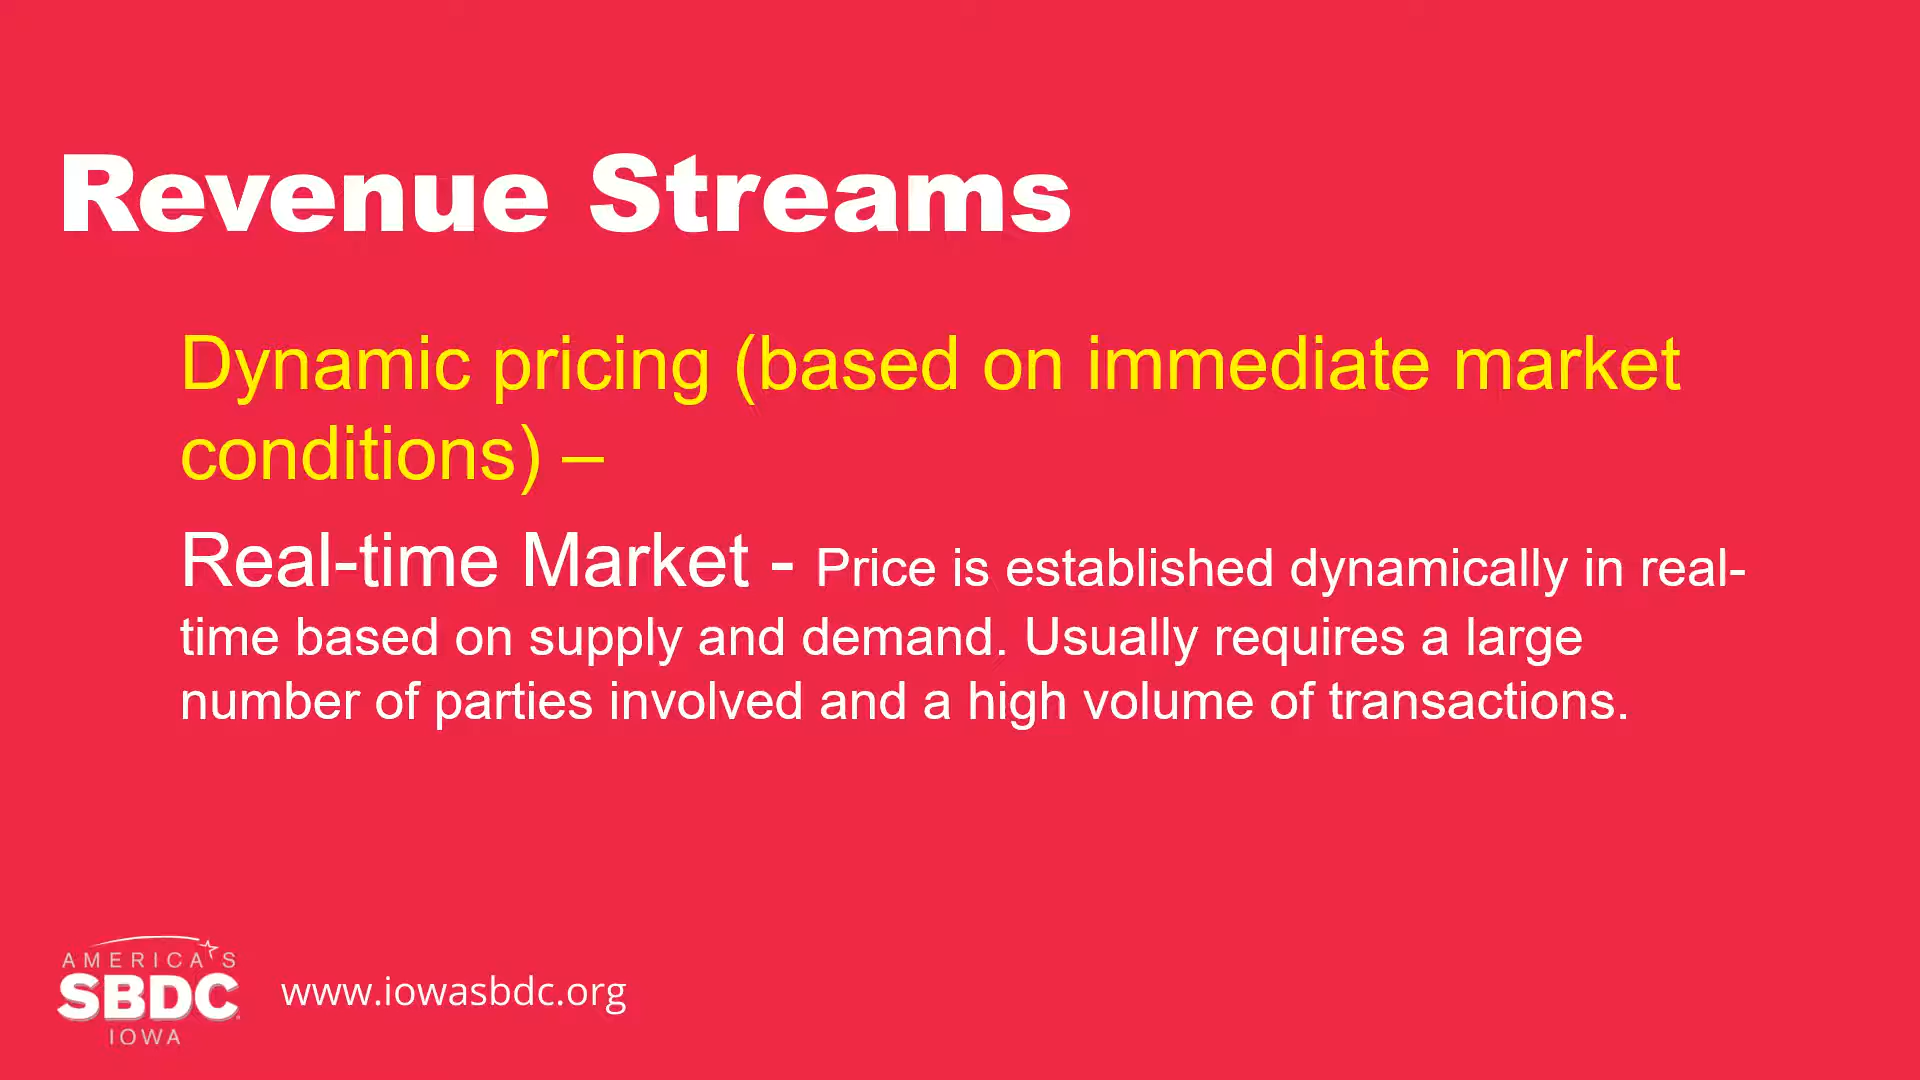 Revenue Streams
Dynamic pricing (based on immediate market
conditions) –
Real-time Market - Price is established dynamically in real-
time based on supply and demand. Usually requires a large
number of parties involved and a high volume of transactions.
AMERICA'S
SBDC
IOWA
www.iowasbdc.org